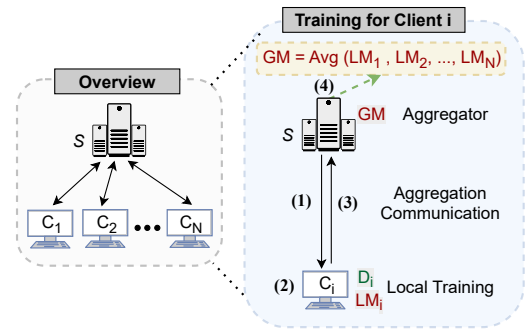 Overview
S
C1 C2 ••• CN
Training for Client i
GM = Avg (LM1 , LM2, ..., LMN)
(4)
S GM Aggregator
(1) (3) Aggregation
Communication
(2) Ci Di Local Training
LMi